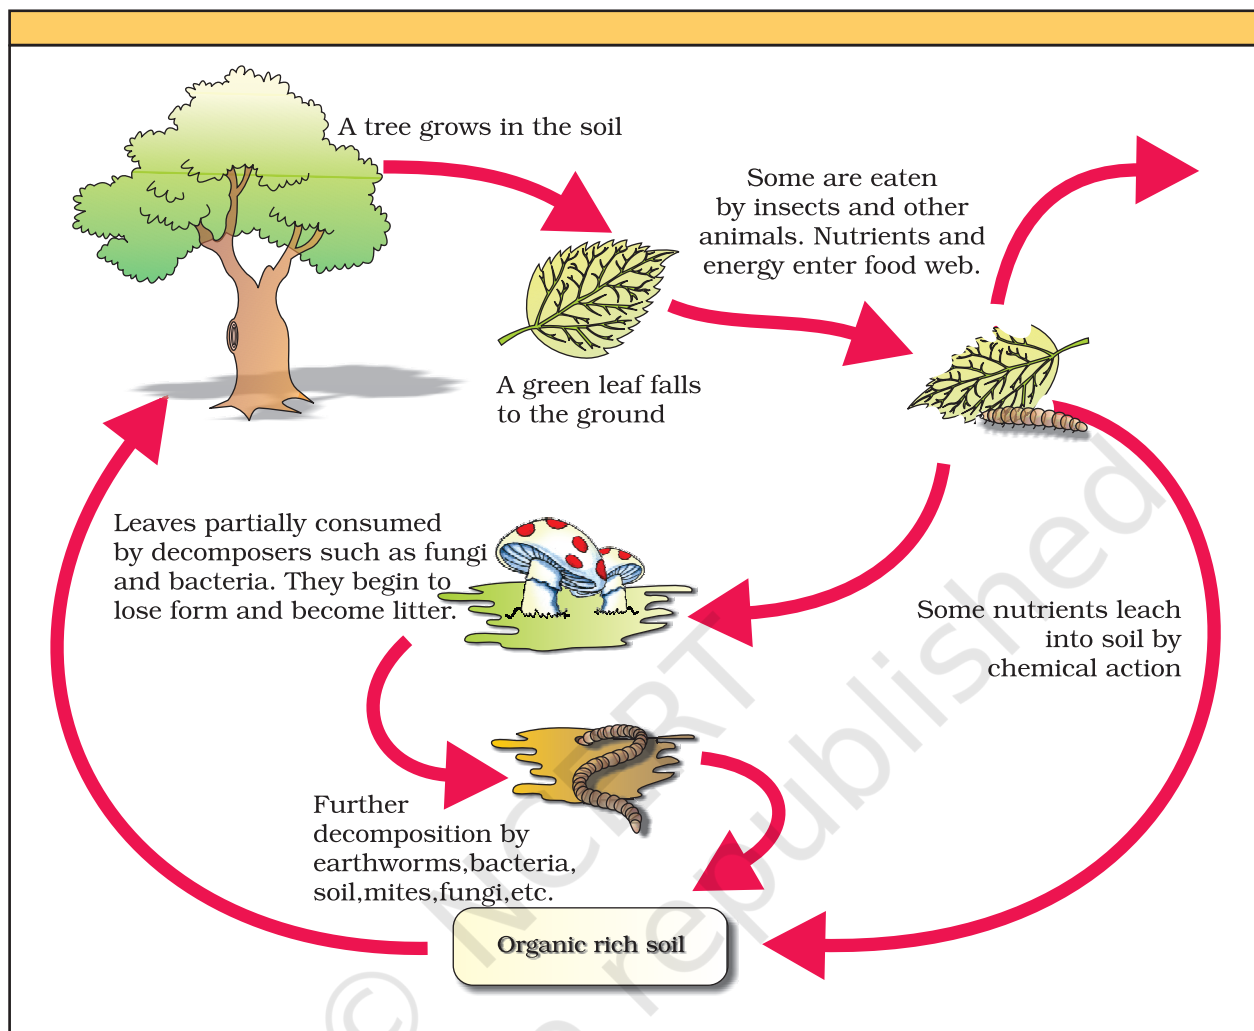 A tree grows in the soil
Some are eaten
by insects and other
animals. Nutrients and
energy enter food web.
A green leaf falls
to the ground
Leaves partially consumed
by decomposers such as fungi
and bacteria. They begin to
lose form and become litter.
Some nutrients leach
into soil by
chemical action
Further
decomposition by
earthworms,bacteria,
soil,mites,fungi,etc.
Organic rich soil
© NCERT
republished